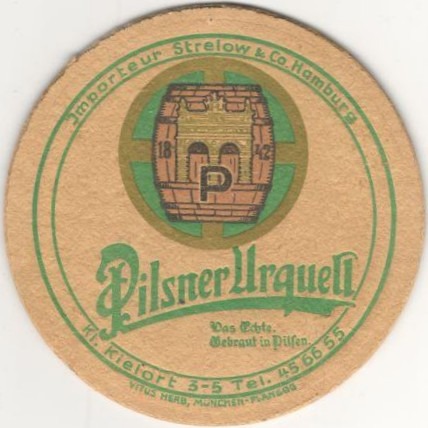 Importeur Strelow & Co. Hamburg
18 42
P
Pilsner Urquell
Das Echte.
Gebraut in Pilsen.
Kl. Kielort 3-5 Tel. 45 66 55
VITUS HERB, MÜNCHEN-